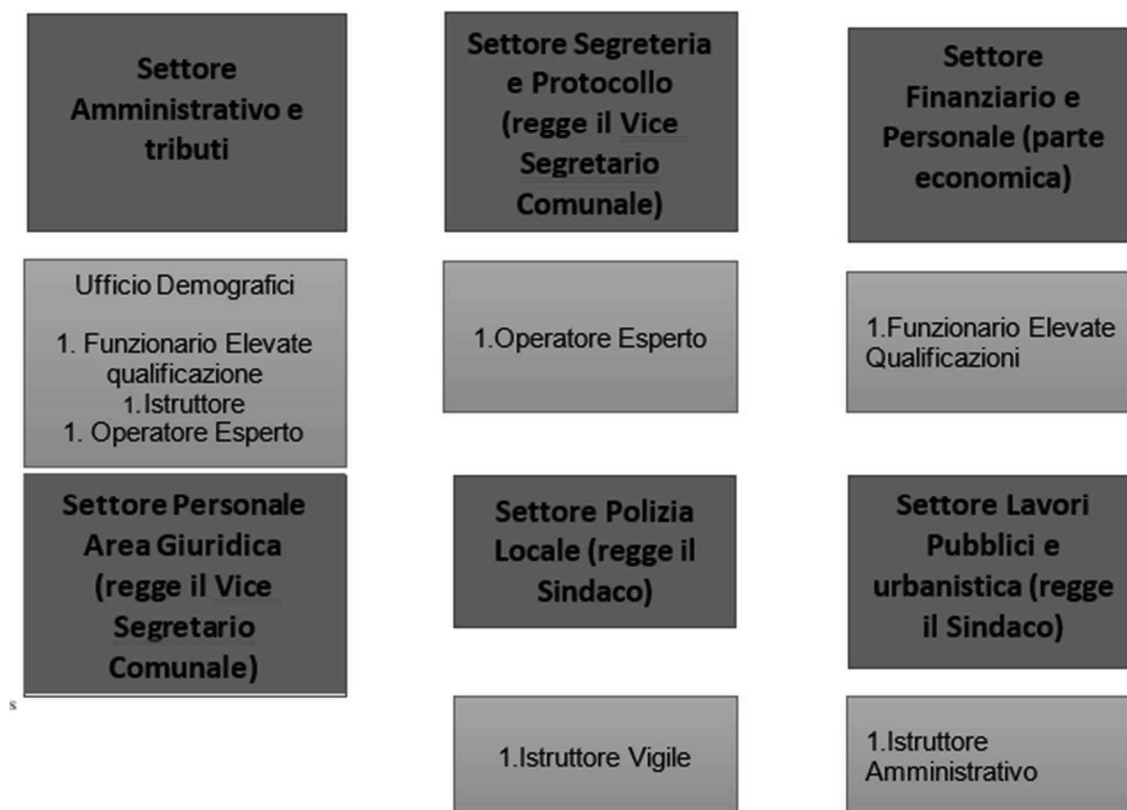 Settore
Amministrativo e
tributi
Settore Segreteria
e Protocollo
(regge il Vice
Segretario
Comunale)
Settore
Finanziario e
Personale (parte
economica)
Ufficio Demografici
1. Funzionario Elevate
qualificazione
1.Istruttore
1. Operatore Esperto
1.Operatore Esperto
1.Funzionario Elevate
Qualificazioni
Settore Personale
Area Giuridica
(regge il Vice
Segretario
Comunale)
Settore Polizia
Locale (regge il
Sindaco)
Settore Lavori
Pubblici e
urbanistica (regge
il Sindaco)
s
1.Istruttore Vigile
1.Istruttore
Amministrativo